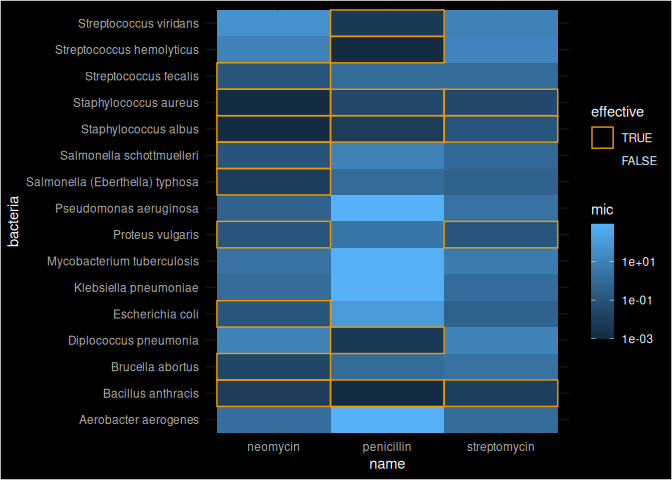 Streptococcus viridans
Streptococcus hemolyticus
Streptococcus fecalis
Staphylococcus aureus
Staphylococcus albus
Salmonella schottmuelleri
Salmonella (Eberthella) typhosa
Pseudomonas aeruginosa
Proteus vulgaris
Mycobacterium tuberculosis
Klebsiella pneumoniae
Escherichia coli
Diplococcus pneumonia
Brucella abortus
Bacillus anthracis
Aerobacter aerogenes
bacteria
neomycin penicillin streptomycin
name
effective
TRUE
FALSE
mic
1e+01
1e-01
1e-03